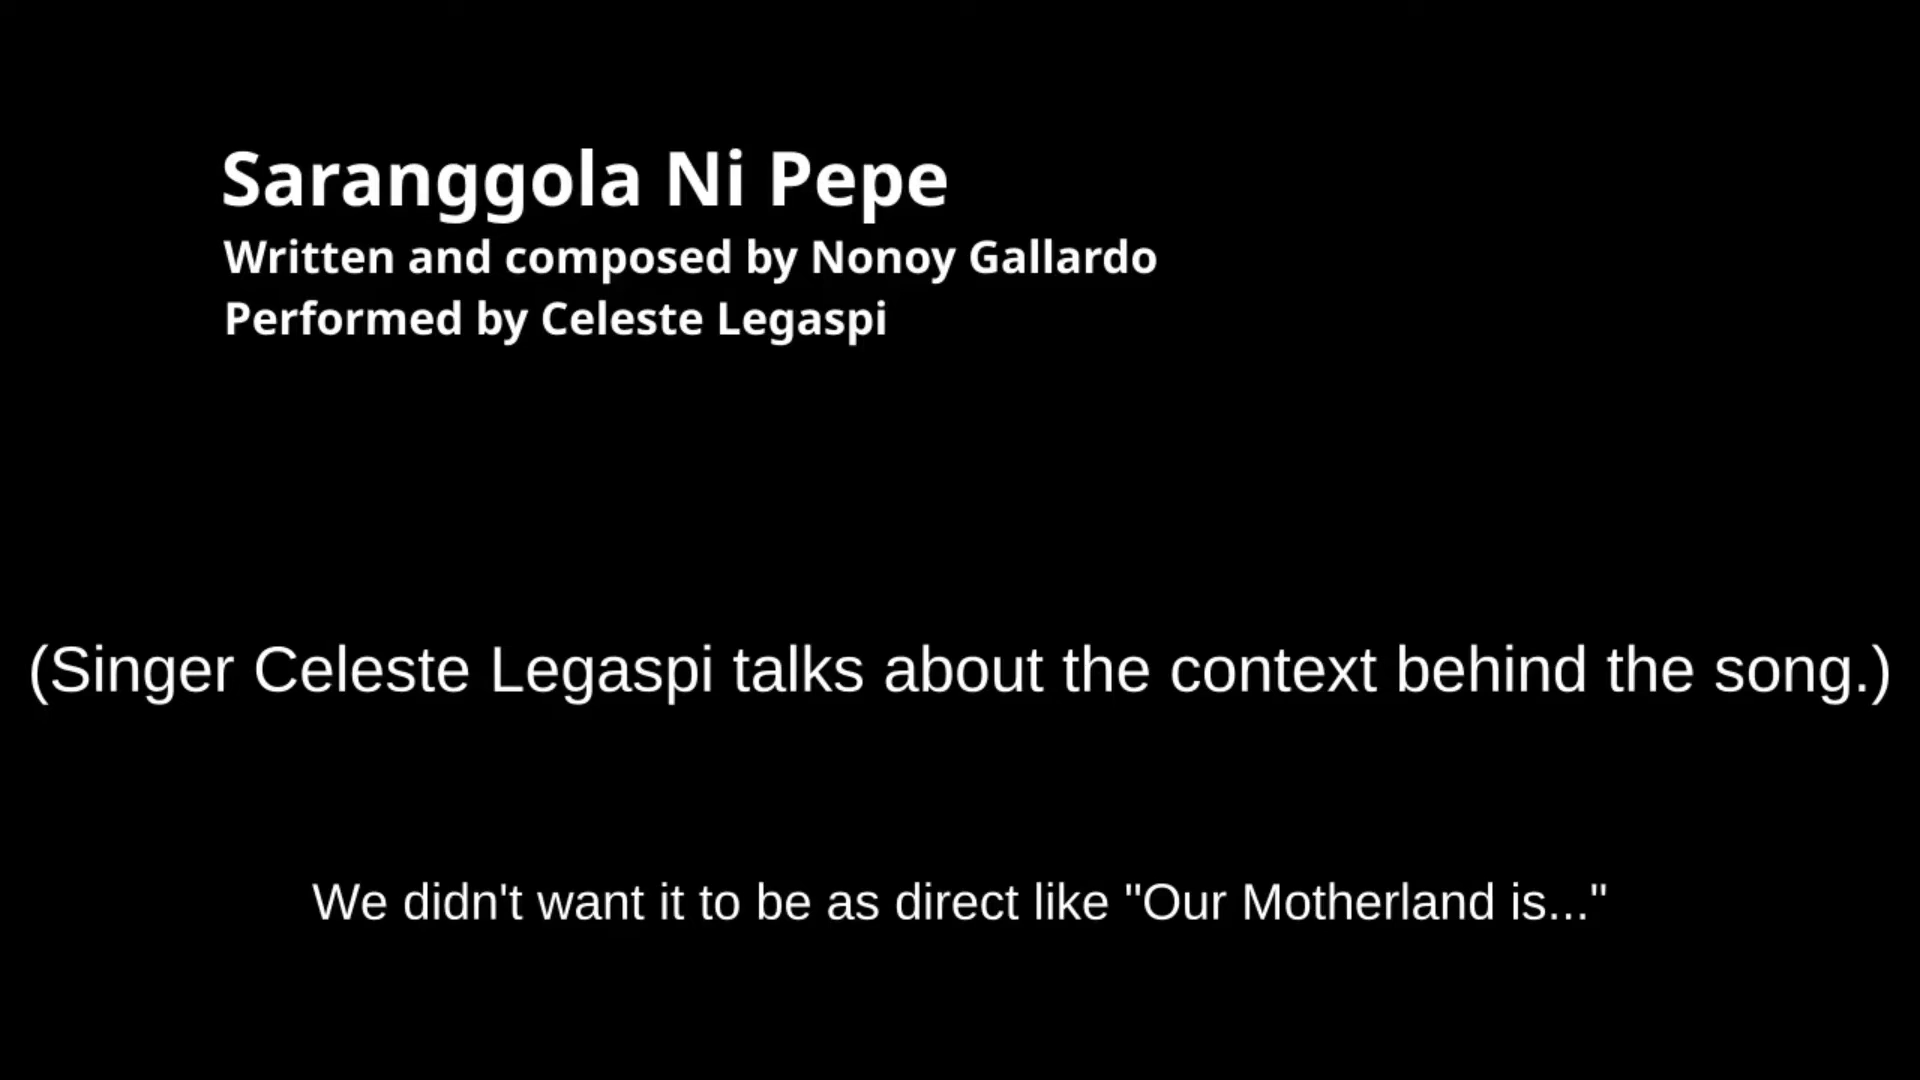 Saranggola Ni Pepe
Written and composed by Nonoy Gallardo
Performed by Celeste Legaspi
(Singer Celeste Legaspi talks about the context behind the song.)
We didn't want it to be as direct like "Our Motherland is..."